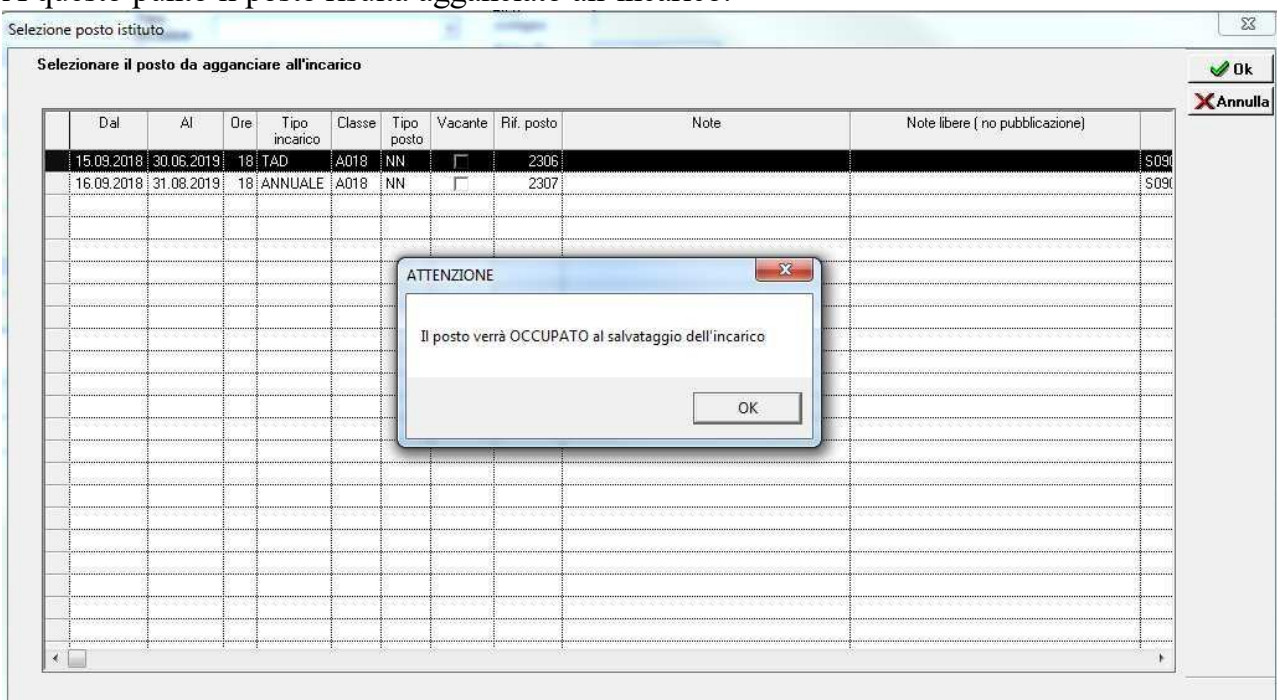 Selezione posto istituto
Selezionare il posto da agganciare all'incarico
Ok
Annulla
Dal Al Ore Tipo incarico Classe Tipo posto Vacante Rif. posto Note Note libere ( no pubblicazione)
15.09.2018 30.06.2019 18 TAD A018 NN 2306 S09(
16.09.2018 31.08.2019 18 ANNUALE A018 NN 2307 S09(
ATTENZIONE
Il posto verrà OCCUPATO al salvataggio dell'incarico
OK